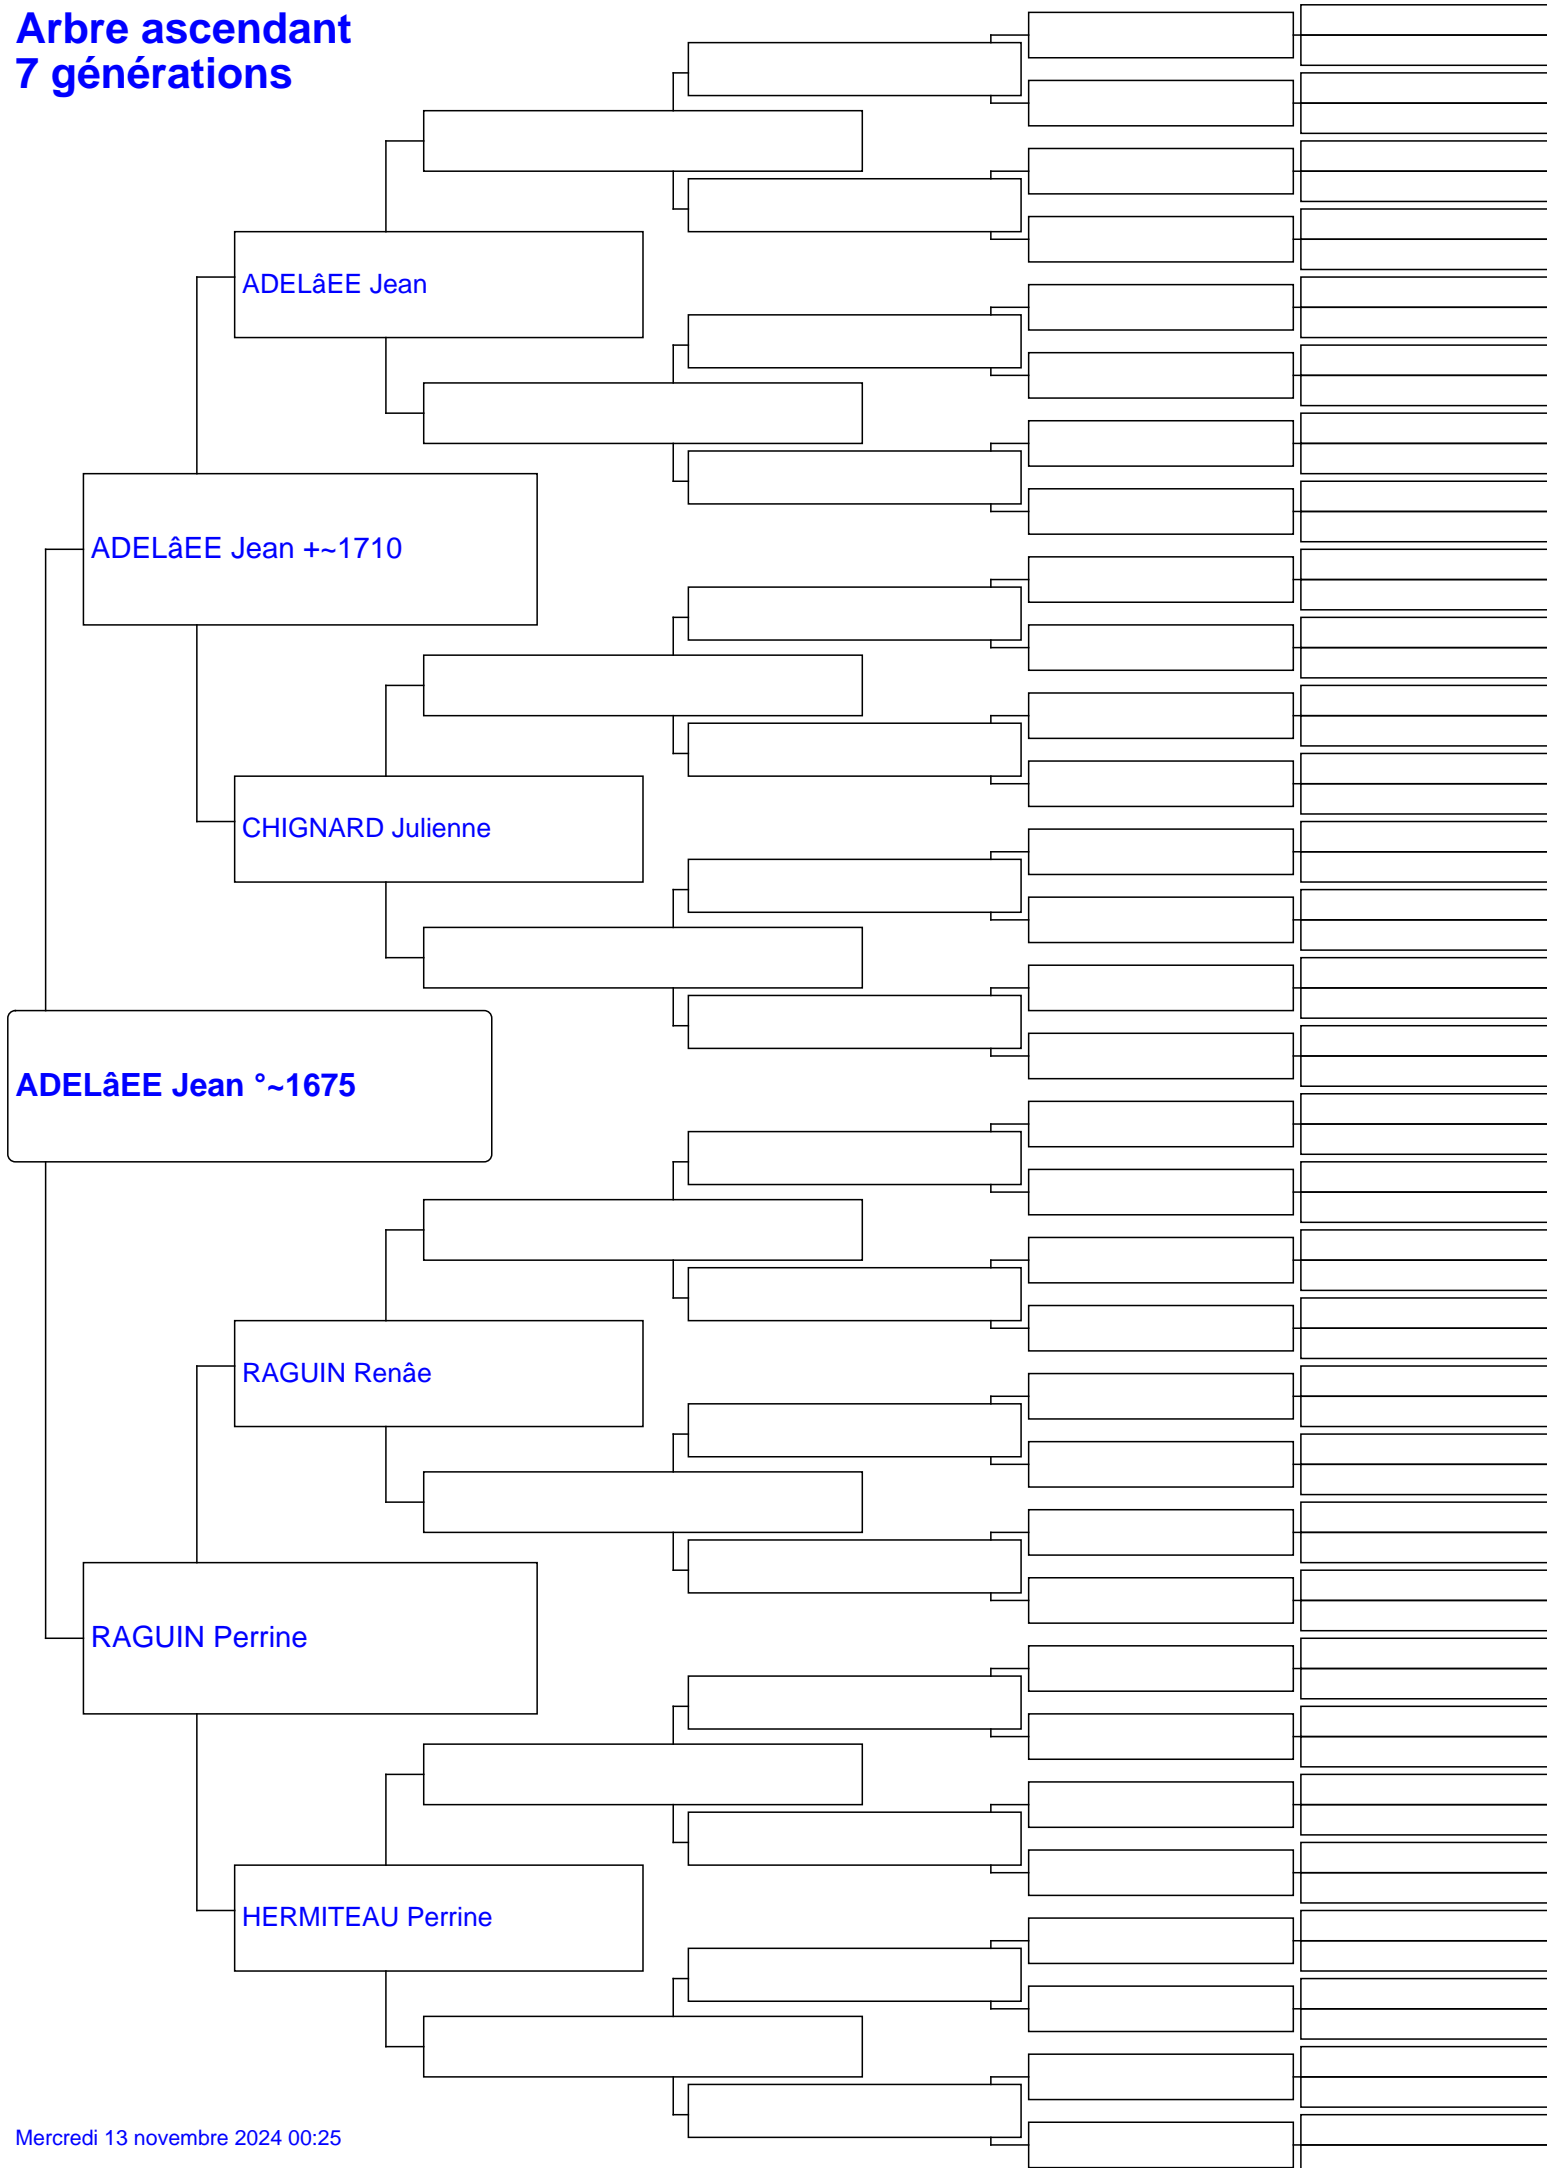 Arbre ascendant
7 générations
ADELâEE Jean
ADELâEE Jean +~1710
CHIGNARD Julienne
ADELâEE Jean °~1675
RAGUIN Renâe
RAGUIN Perrine
HERMITEAU Perrine
Mercredi 13 novembre 2024 00:25